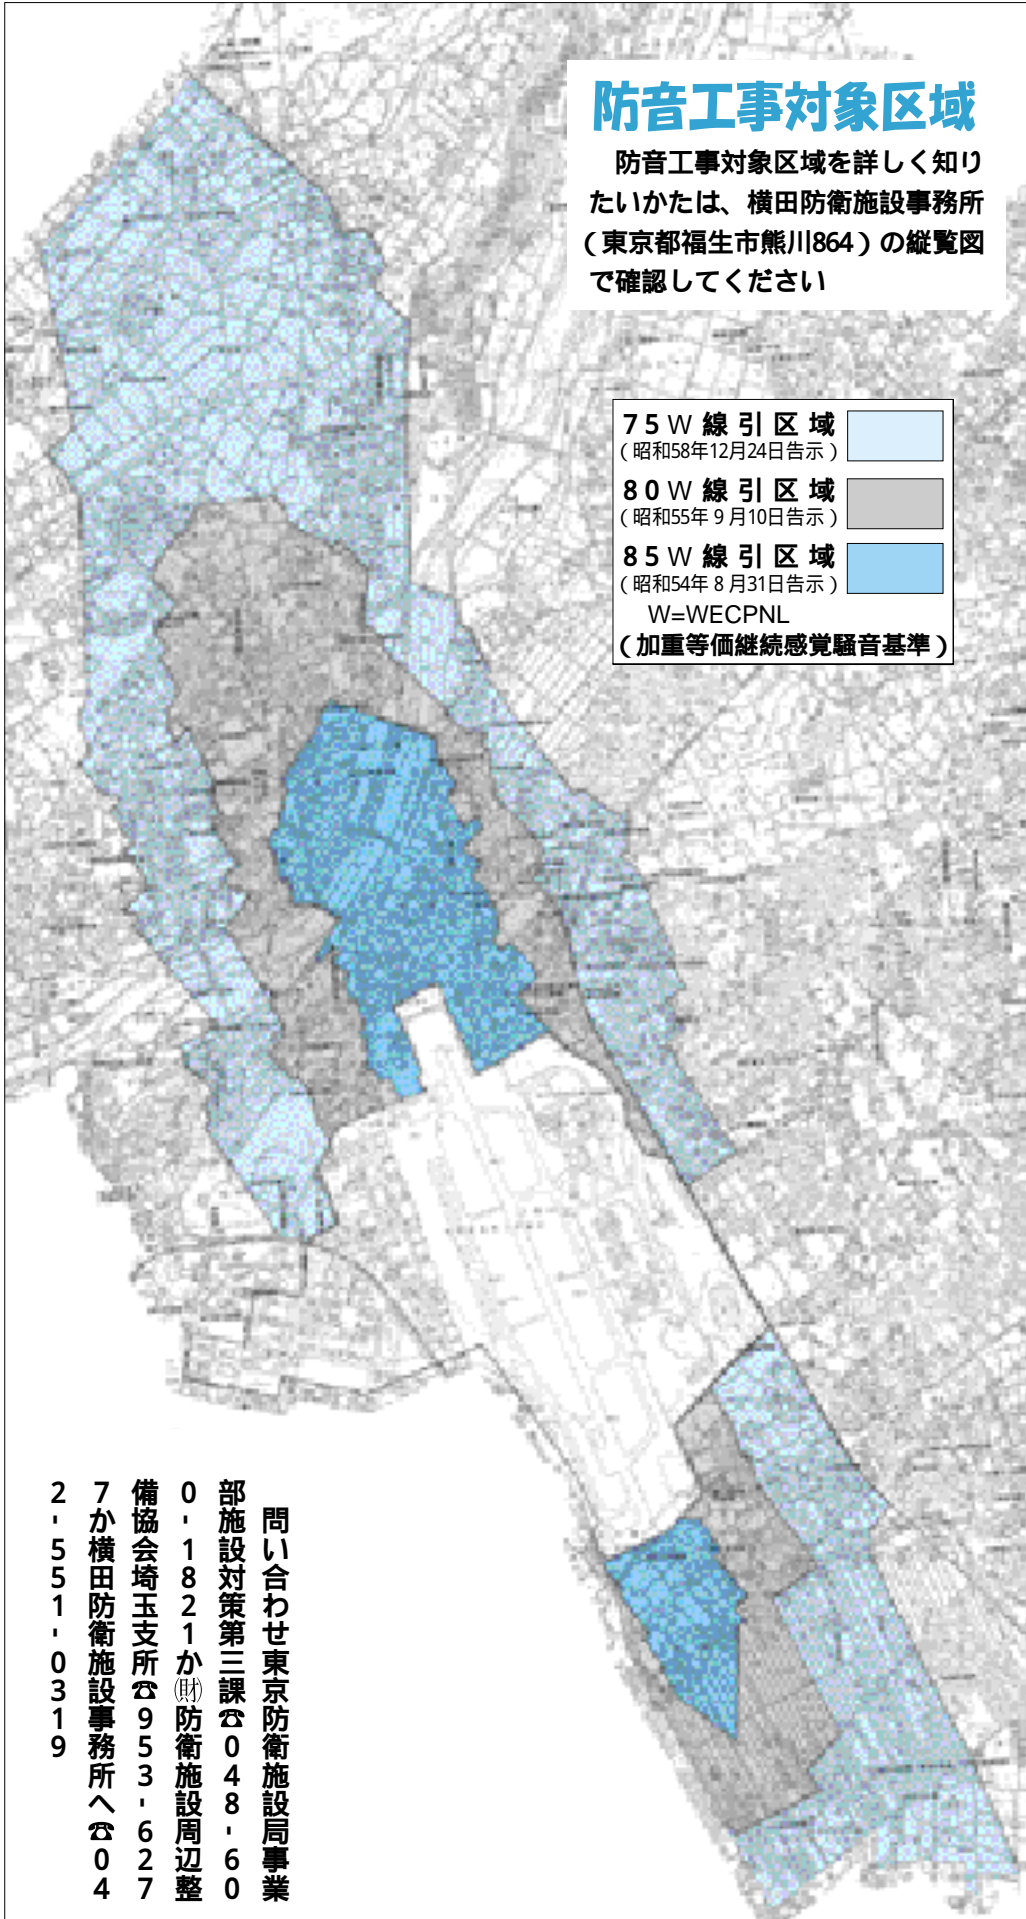 防音工事対象区域
防音工事対象区域を詳しく知り
たいかたは、横田防衛施設事務所
（東京都福生市熊川864）の縦覧図
で確認してください
75W線引区域
（昭和58年12月24日告示）
80W線引区域
（昭和55年9月10日告示）
85W線引区域
（昭和54年8月31日告示）
W=WECPNL
（加重等価継続感覚騒音基準）
問い合わせ東京防衛施設局事業
部施設対策第三課☎048-60
0-1821か㈶防衛施設周辺整
備協会埼玉支所☎953-627
7か横田防衛施設事務所へ☎04
2-551-0319